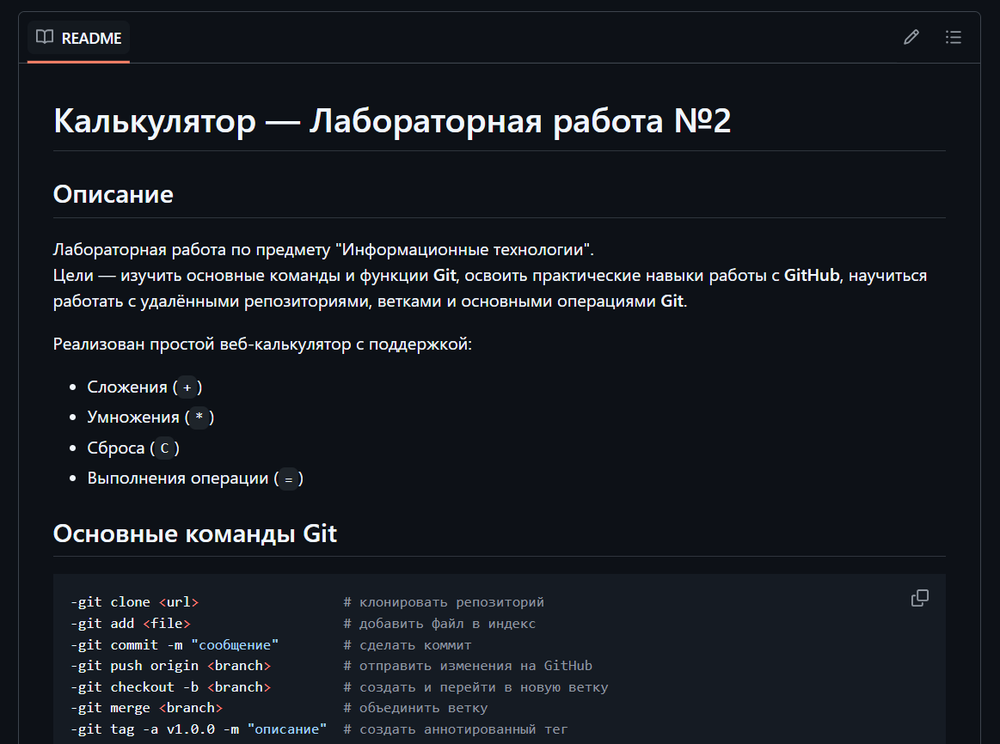 README
Калькулятор — Лабораторная работа №2
Описание
Лабораторная работа по предмету "Информационные технологии".
Цели — изучить основные команды и функции Git, освоить практические навыки работы с GitHub, научиться
работать с удалёнными репозиториями, ветками и основными операциями Git.
Реализован простой веб-калькулятор с поддержкой:
• Сложения ( + )
• Умножения ( * )
• Сброса ( C )
• Выполнения операции ( = )
Основные команды Git
-git clone <url> # клонировать репозиторий
-git add <file> # добавить файл в индекс
-git commit -m "сообщение" # сделать коммит
-git push origin <branch> # отправить изменения на GitHub
-git checkout -b <branch> # создать и перейти в новую ветку
-git merge <branch> # объединить ветку
-git tag -a v1.0.0 -m "описание" # создать аннотированный тег